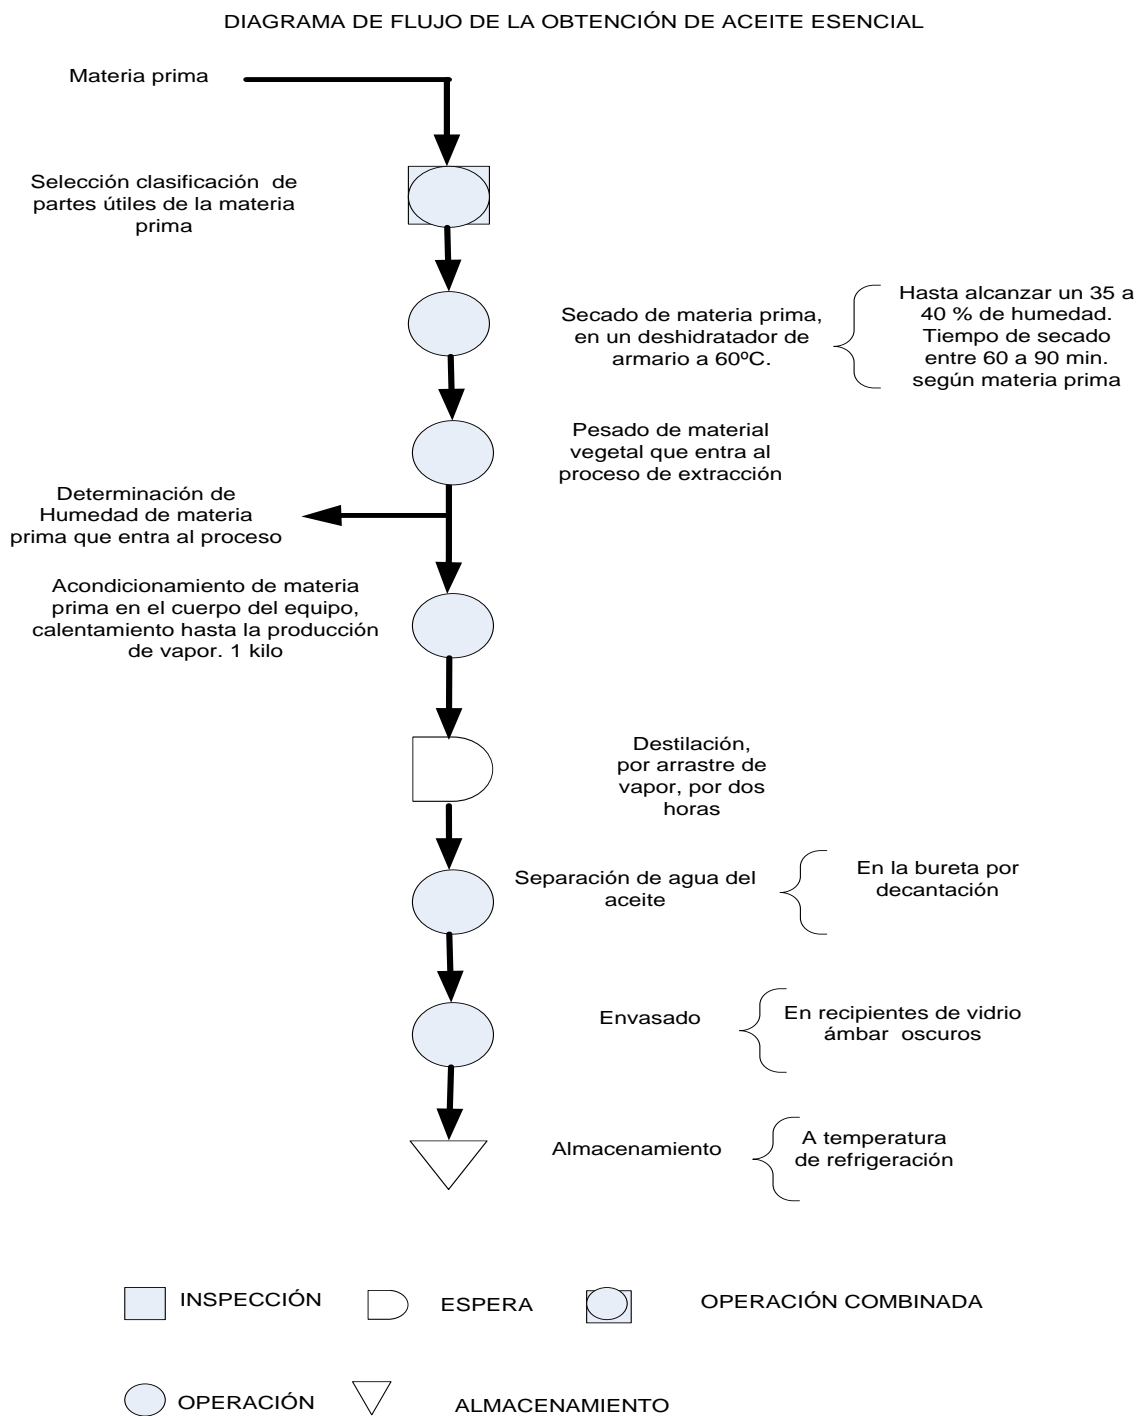 DIAGRAMA DE FLUJO DE LA OBTENCIÓN DE ACEITE ESENCIAL
Materia prima
Selección clasificación de
partes útiles de la materia
prima
Secado de materia prima,
en un deshidratador de
armario a 60ºC.
Hasta alcanzar un 35 a
40 % de humedad.
Tiempo de secado
entre 60 a 90 min.
según materia prima
Pesado de material
vegetal que entra al
proceso de extracción
Determinación de
Humedad de materia
prima que entra al proceso
Acondicionamiento de materia
prima en el cuerpo del equipo,
calentamiento hasta la producción
de vapor. 1 kilo
Destilación,
por arrastre de
vapor, por dos
horas
Separación de agua del
aceite
En la bureta por
decantación
Envasado
En recipientes de vidrio
ámbar oscuros
Almacenamiento
A temperatura
de refrigeración
INSPECCIÓN
ESPERA
OPERACIÓN COMBINADA
OPERACIÓN
ALMACENAMIENTO